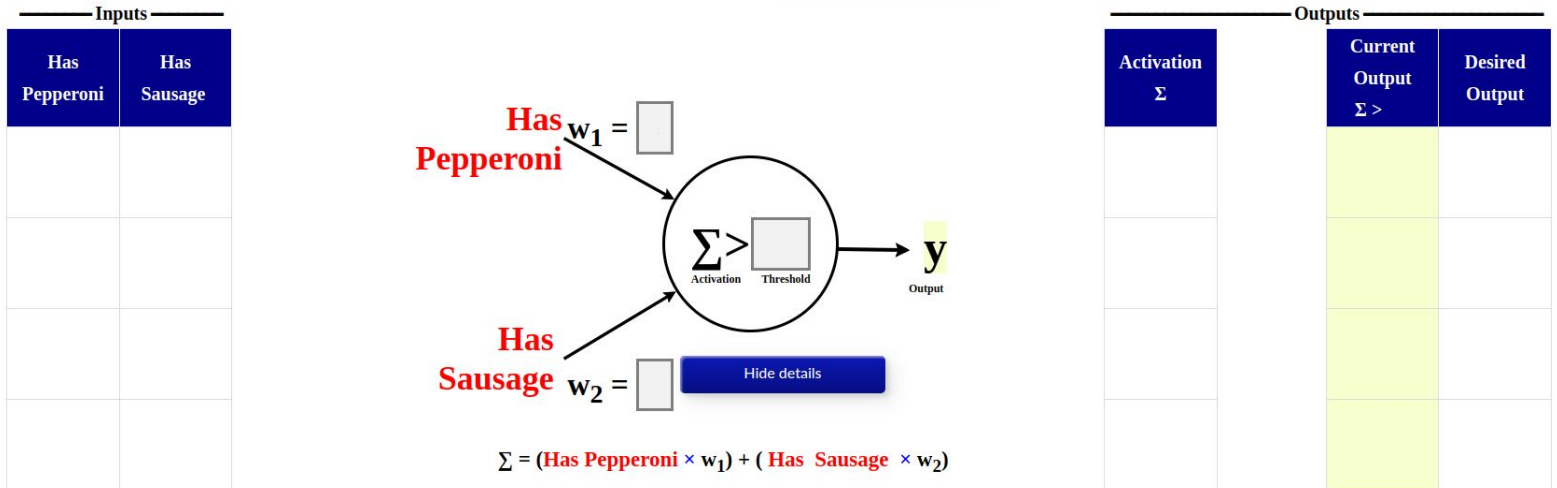 Inputs
Has
Pepperoni
Has
Sausage
Has
Pepperoni
w1 =
∑>
Activation
Threshold
y
Output
Has
Sausage
w2 =
Hide details
∑ = (Has Pepperoni × w1) + ( Has Sausage × w2)
Outputs
Activation
Σ
Current
Output
Σ >
Desired
Output